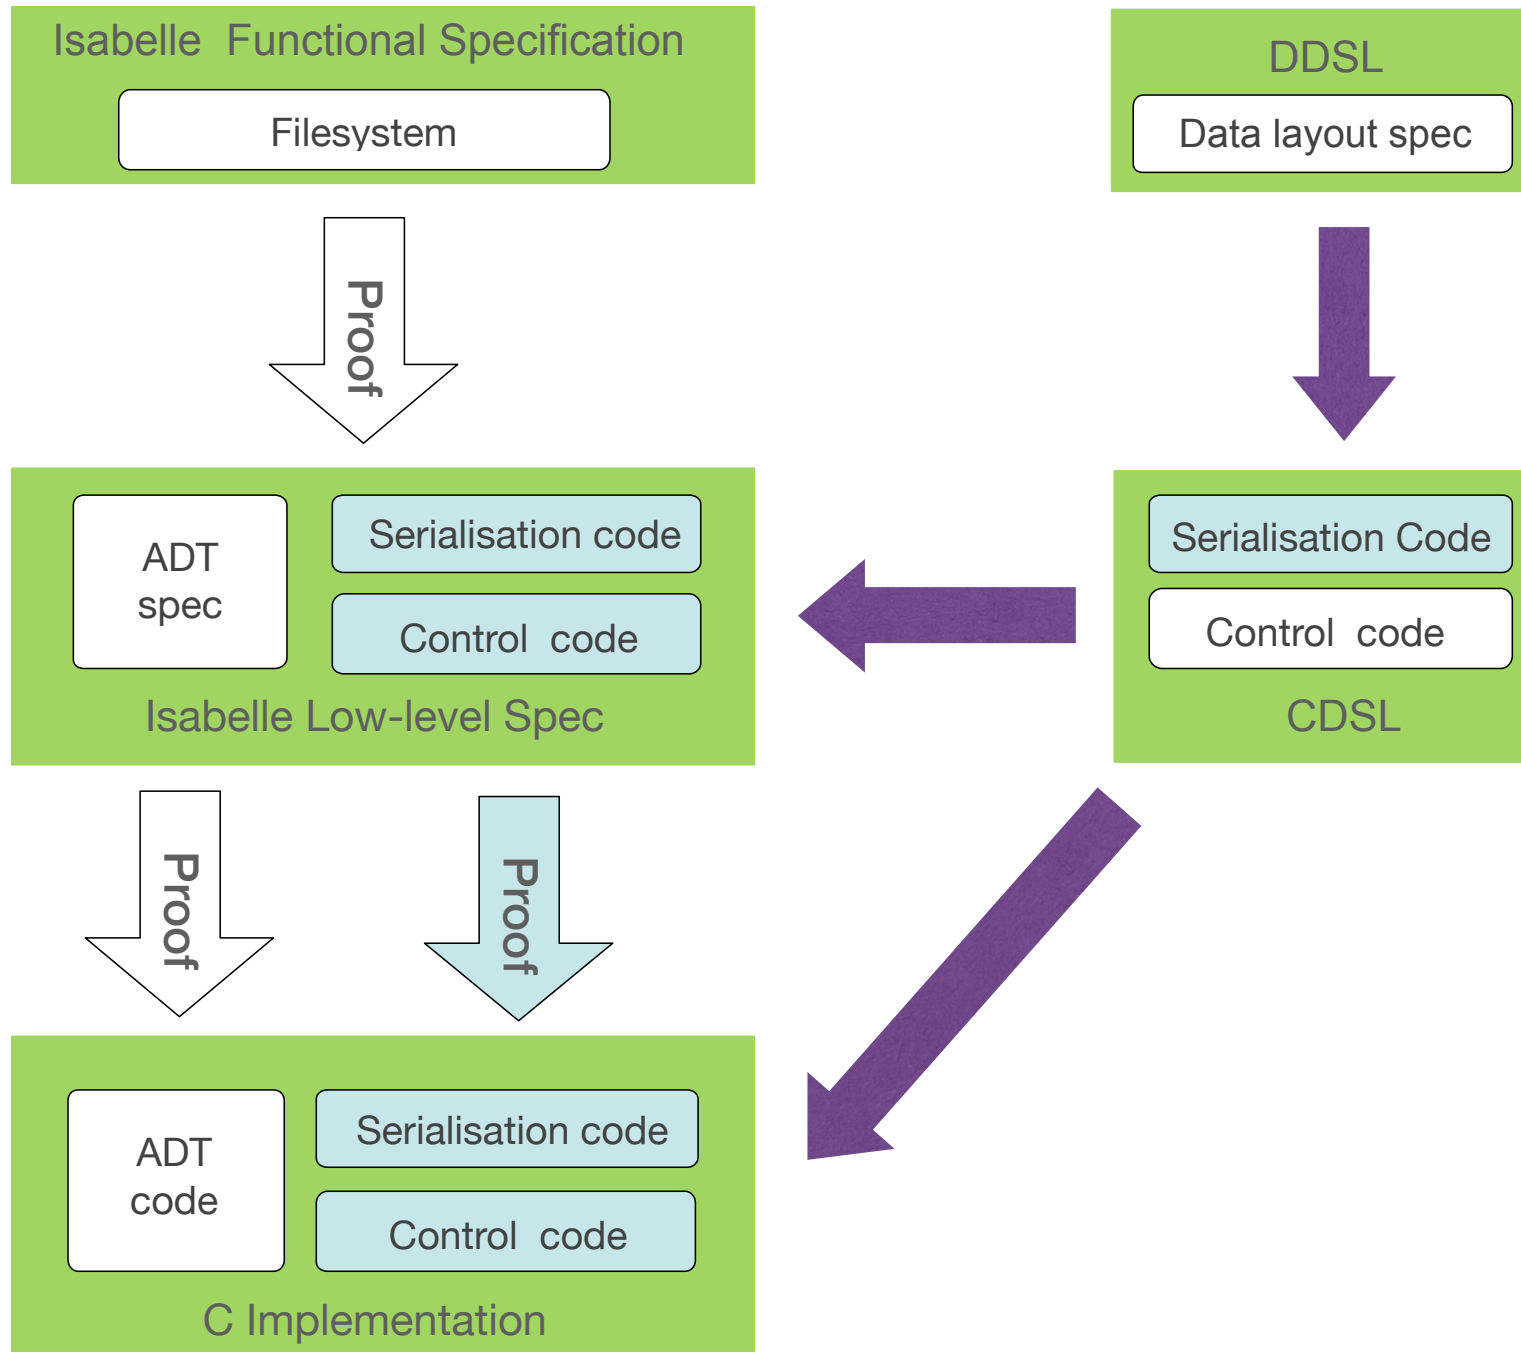 Isabelle  Functional Specification
Filesystem
DDSL
Data layout spec
Proof
ADT
spec
Serialisation code
Control  code
Isabelle Low-level Spec
Serialisation Code
Control  code
CDSL
Proof
Proof
ADT
code
Serialisation code
Control  code
C Implementation